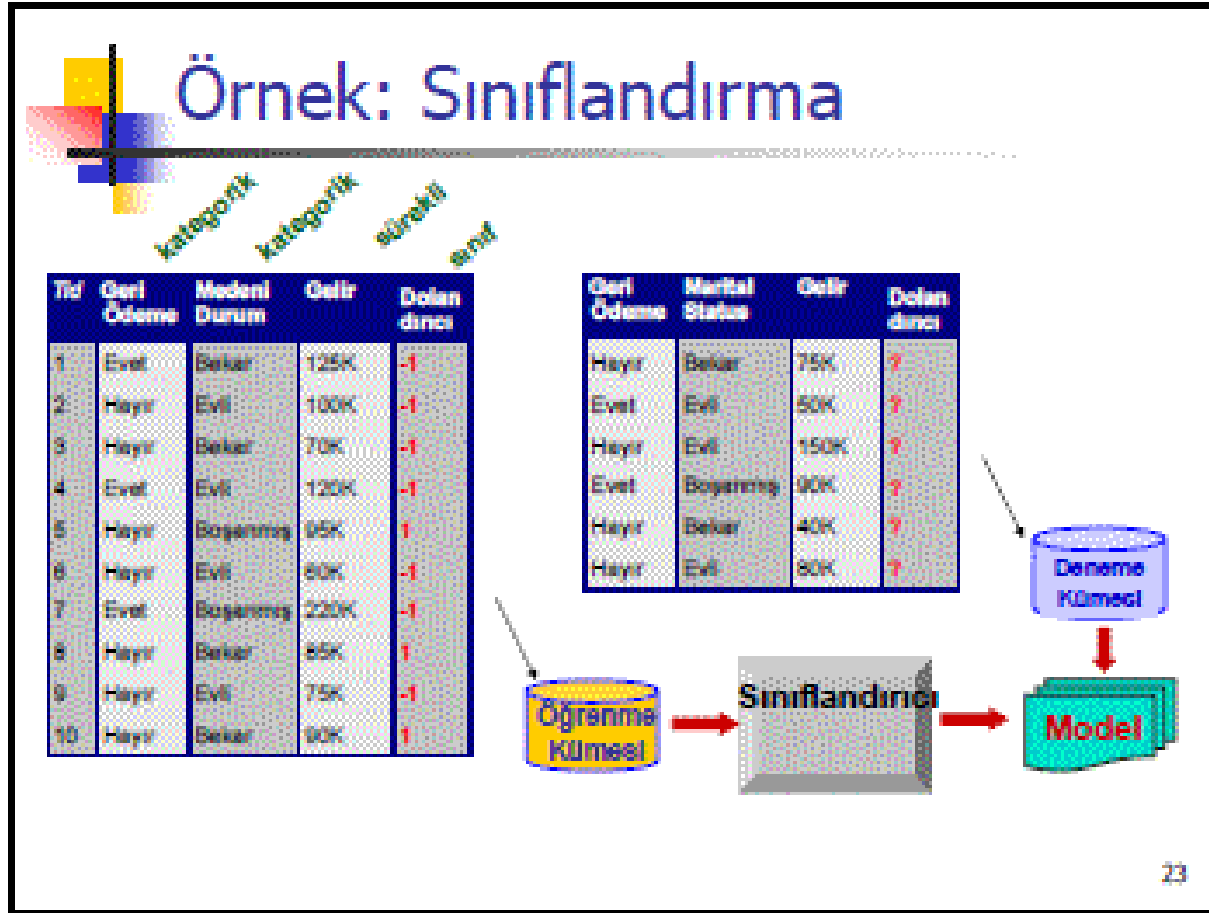 Örnek: Sınıflandırma
kategorik kategorik sürekli sınıf
Tid Geri Ödeme Medeni Durum Gelir Dolan dırıcı
1 Evet Bekar 125K -1
2 Hayır Evli 100K -1
3 Hayır Bekar 70K -1
4 Evet Evli 120K -1
5 Hayır Boşanmış 95K 1
6 Hayır Evli 60K -1
7 Evet Boşanmış 220K -1
8 Hayır Bekar 85K 1
9 Hayır Evli 75K -1
10 Hayır Bekar 90K 1
Geri Ödeme Marital Status Gelir Dolan dırıcı
Hayır Bekar 75K ?
Evet Evli 50K ?
Hayır Evli 150K ?
Evet Boşanmış 90K ?
Hayır Bekar 40K ?
Hayır Evli 80K ?
Deneme
Kümesi
Öğrenme
Kümesi
Sınıflandırıcı
Model
23